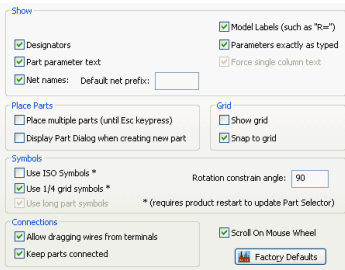 Show
Model Labels (such as "R=")
Designators
Parameters exactly as typed
Part parameter text
Force single column text
Net names: Default net prefix:
Place Parts
Grid
Place multiple parts (until Esc keypress)
Show grid
Display Part Dialog when creating new part
Snap to grid
Symbols
Use ISO Symbols *
Rotation constrain angle: 90
Use 1/4 grid symbols *
Use long part symbols
* (requires product restart to update Part Selector)
Connections
Allow dragging wires from terminals
Scroll On Mouse Wheel
Keep parts connected
Factory Defaults